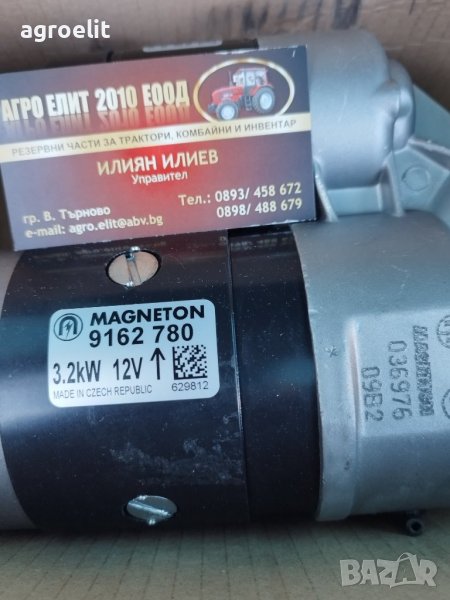 agroelit
АГРО ЕЛИТ 2010 ЕООД
РЕЗЕРВНИ ЧАСТИ ЗА ТРАКТОРИ, КОМБАЙНИ И ИНВЕНТАР
ИЛИЯН ИЛИЕВ
Управител
Тел.: 0893/ 458 672
0898/ 488 679
гр. В. Търново
e-mail: agro.elit@abv.bg
MAGNETON
9162 780
3.2kW 12V
MADE IN CZECH REPUBLIC
629812
MAGNETON
036976
09B2
BAZAR